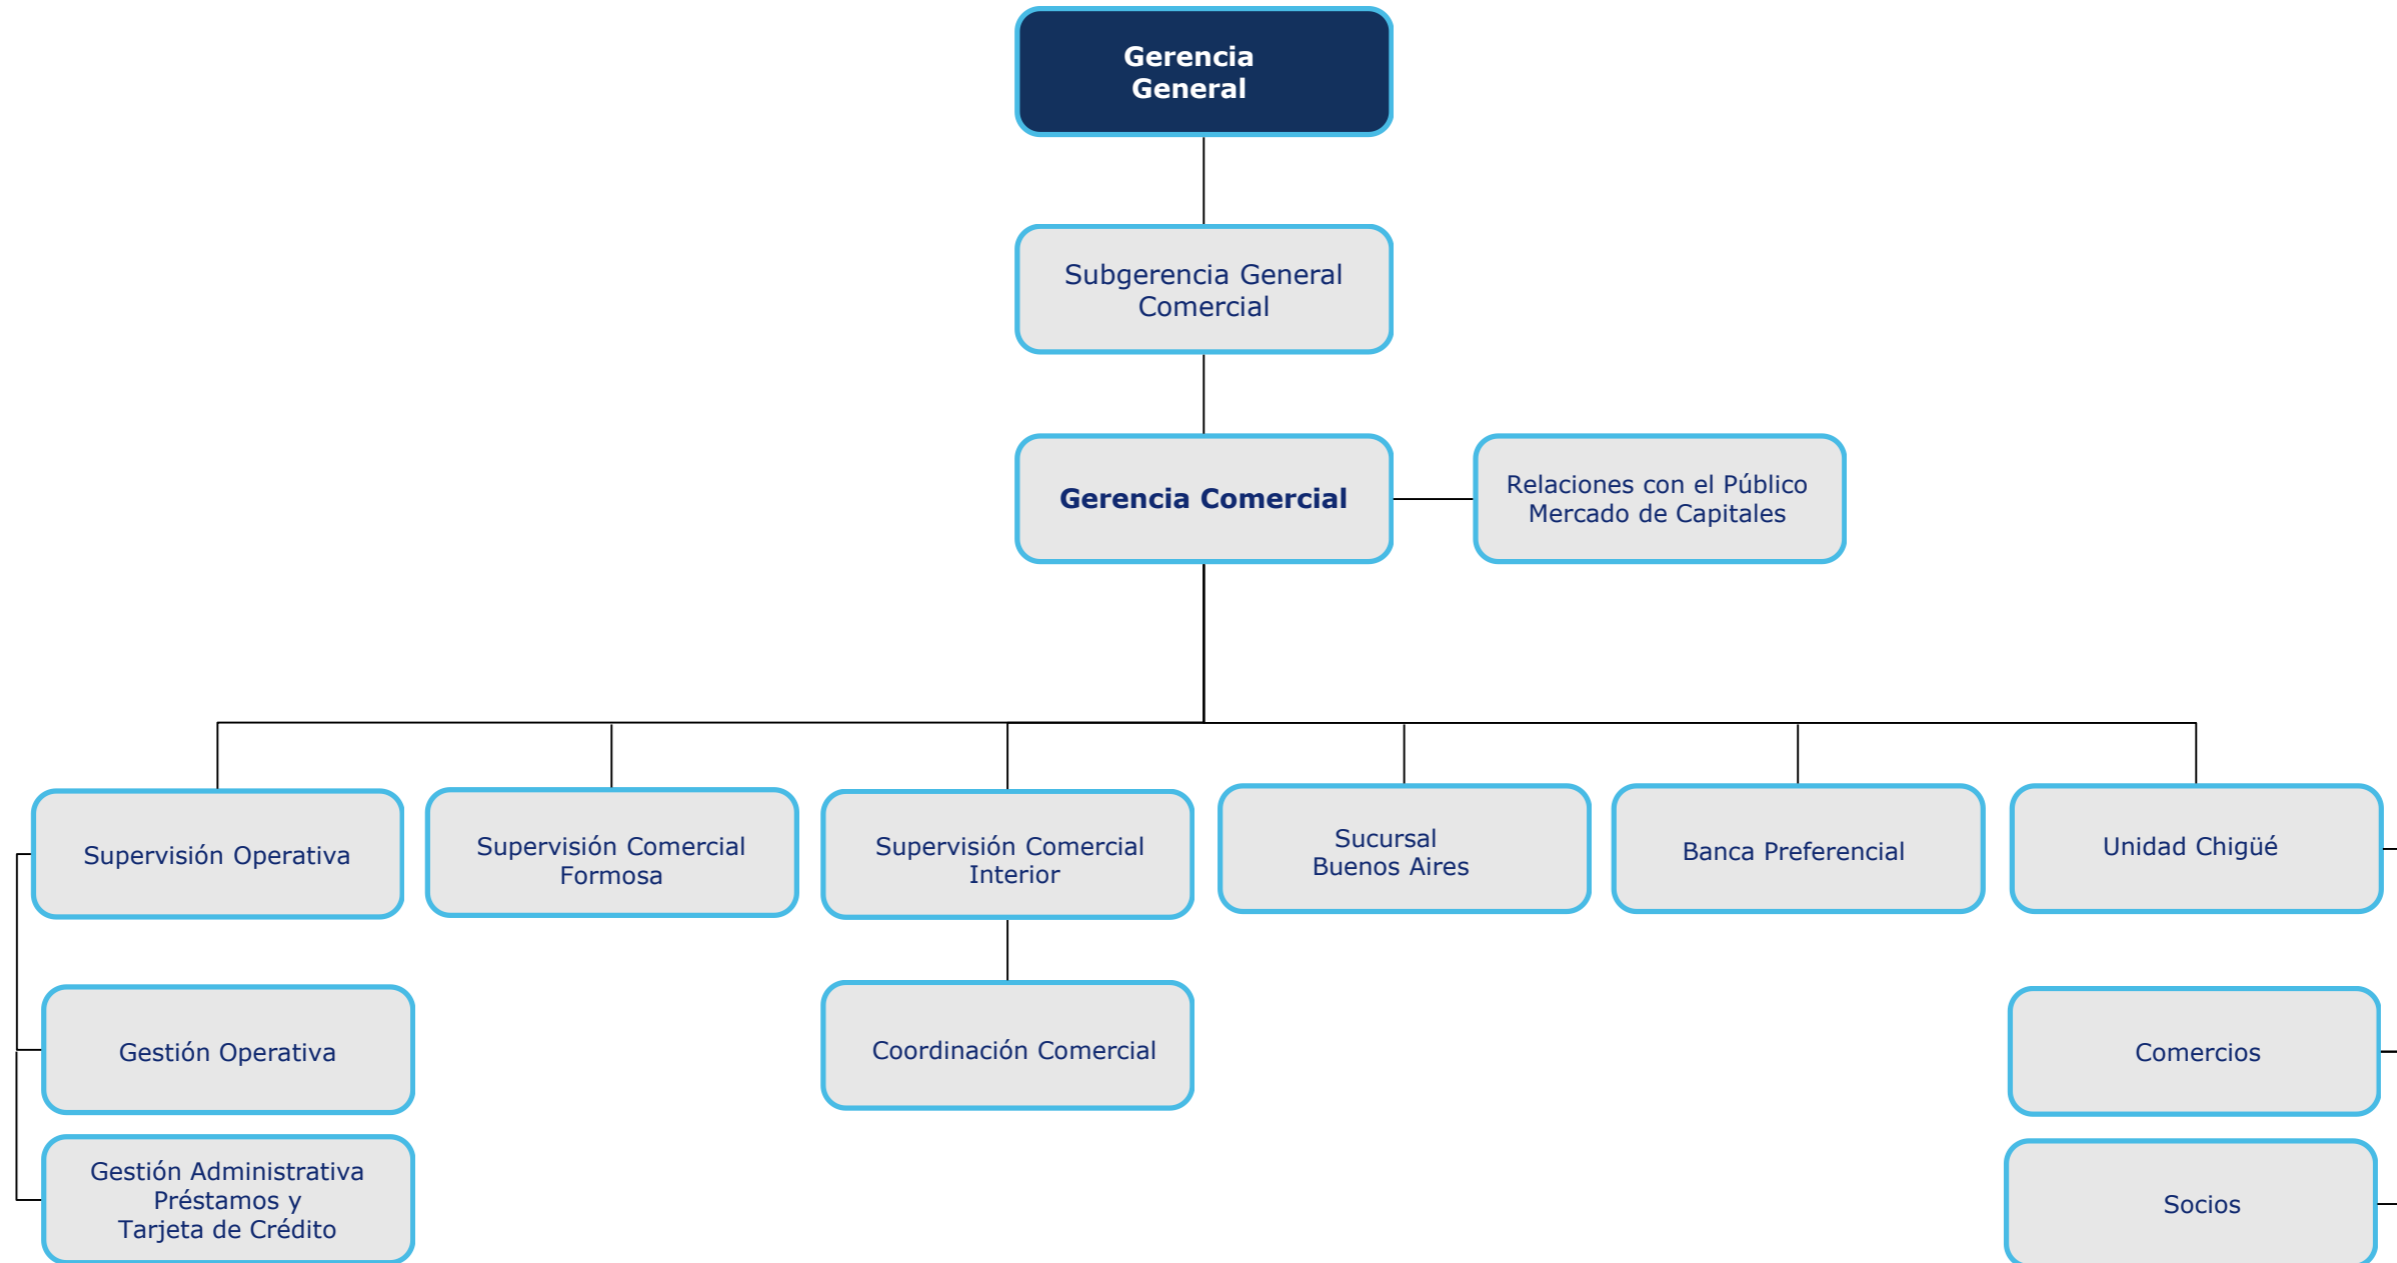 Gerencia
General
Subgerencia General
Comercial
Gerencia Comercial
Relaciones con el Público
Mercado de Capitales
Supervisión Operativa
Supervisión Comercial
Formosa
Supervisión Comercial
Interior
Sucursal
Buenos Aires
Banca Preferencial
Unidad Chigüé
Gestión Operativa
Coordinación Comercial
Comercios
Gestión Administrativa
Préstamos y
Tarjeta de Crédito
Socios